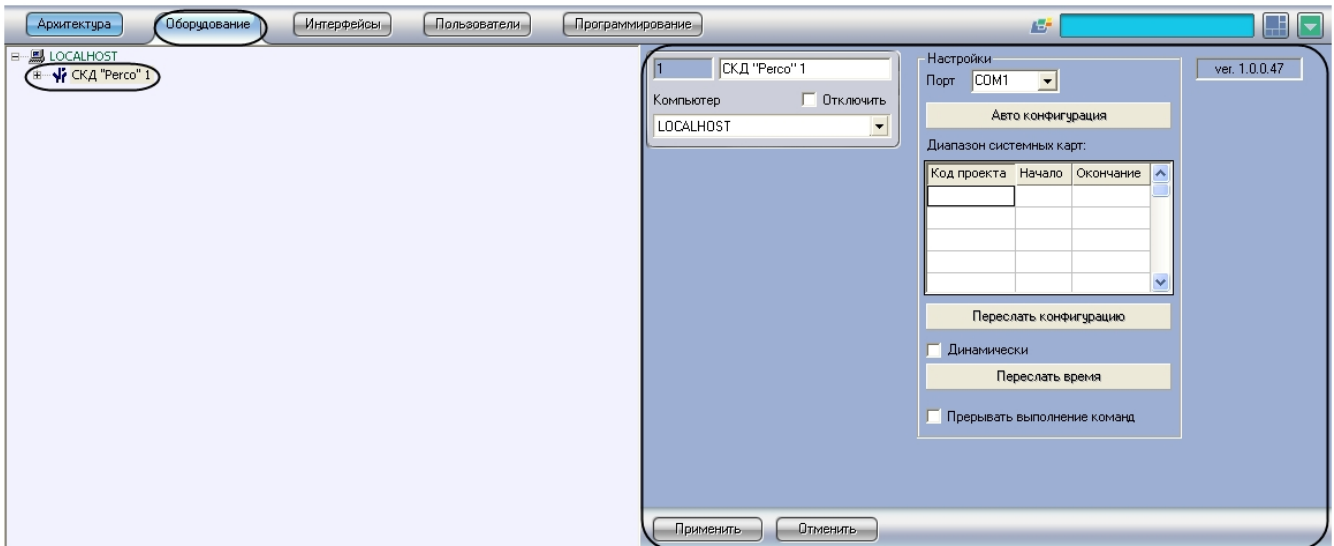 Архитектура Оборудование Интерфейсы Пользователи Программирование
LOCALHOST
СКД "Perco" 1
1 СКД "Perco" 1
Компьютер Отключить
LOCALHOST
Настройки
Порт COM1
Авто конфигурация
Диапазон системных карт:
Код проекта Начало Окончание
Переслать конфигурацию
Динамически
Переслать время
Прерывать выполнение команд
ver. 1.0.0.47
Применить Отменить